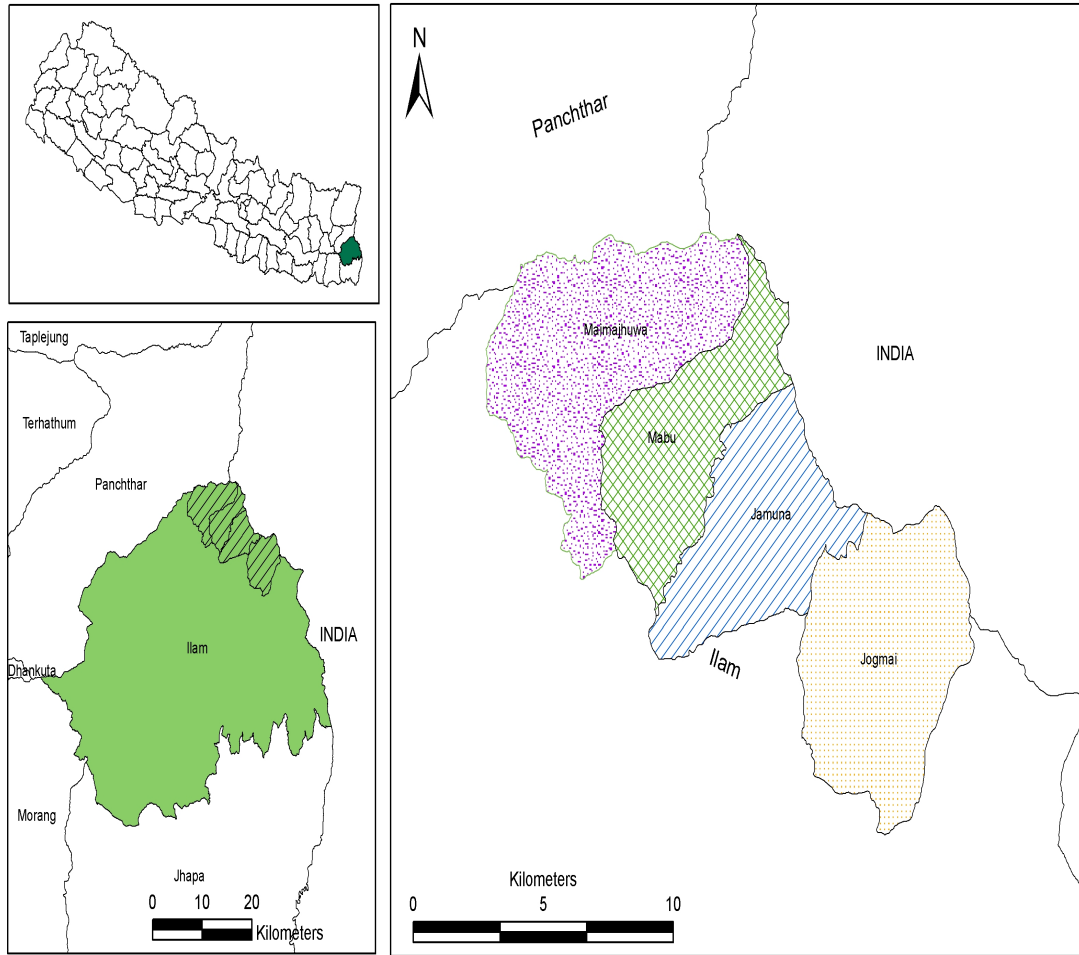 Taplejung
Terhathum
Panchthar
INDIA
Ilam
Dhankuta
Morang
Jhapa
0 10 20
Kilometers
N
Panchthar
Maimajhuwa
INDIA
Mabu
Jamuna
Ilam
Jogmai
Kilometers
0 5 10